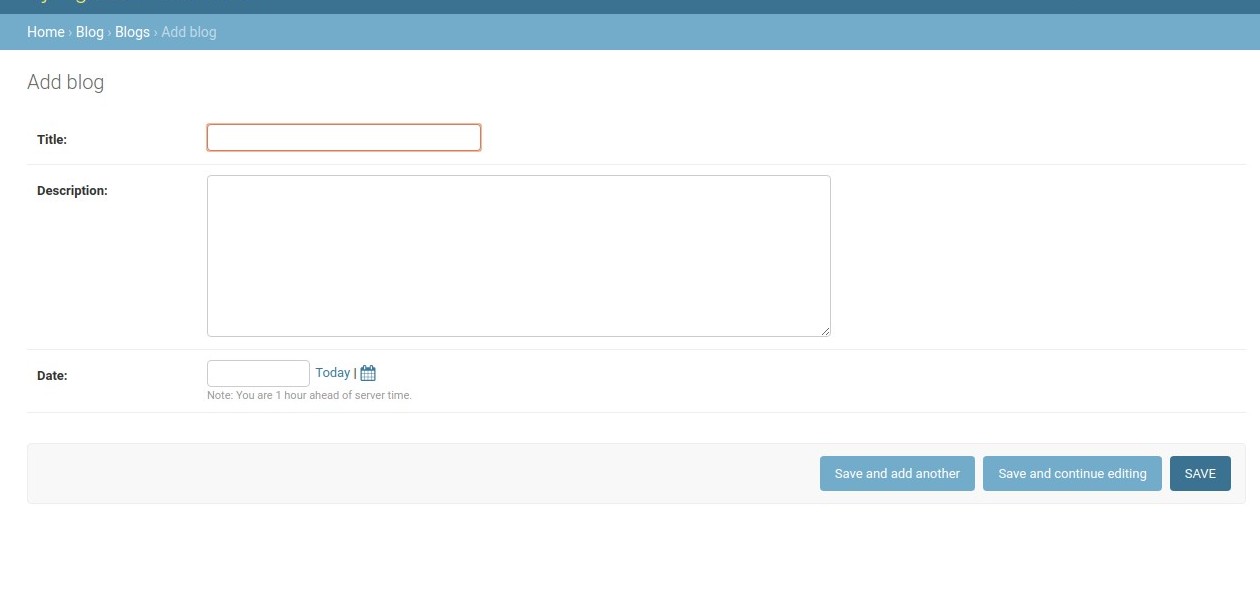 Home › Blog › Blogs › Add blog
Add blog
Title:
Description:
Date:
Today |
Note: You are 1 hour ahead of server time.
Save and add another
Save and continue editing
SAVE